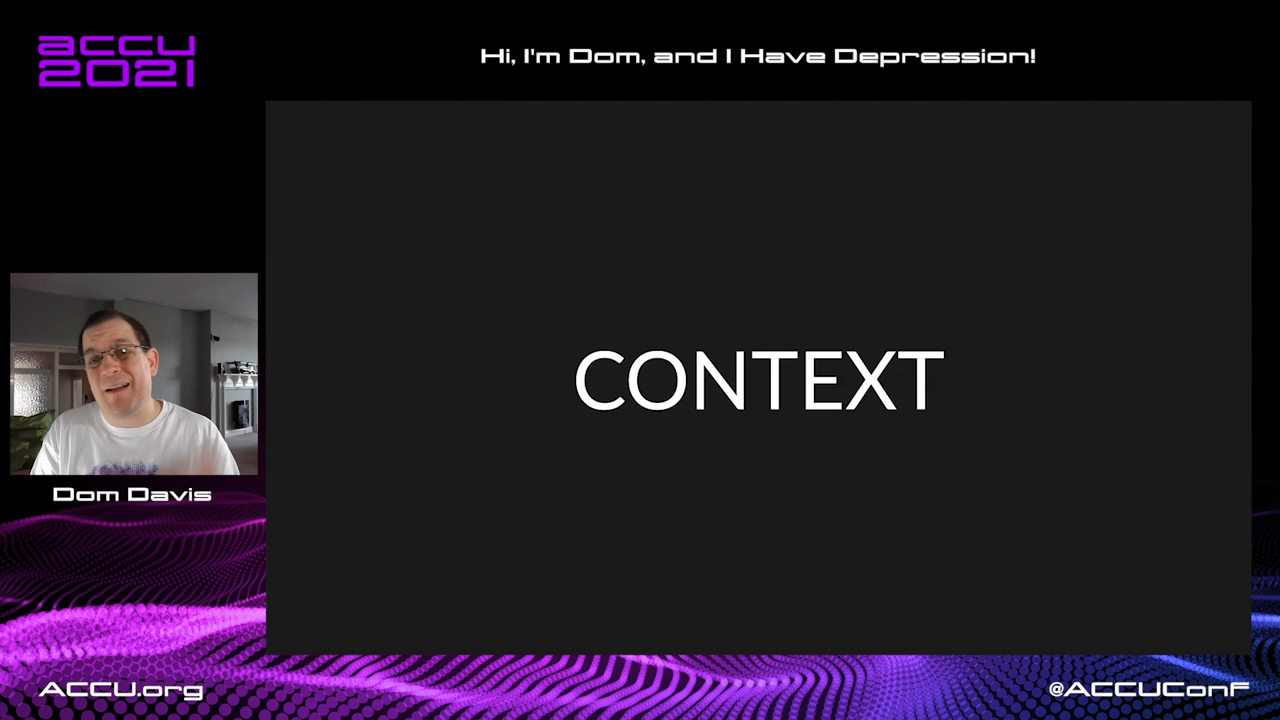 accu
2021
Hi, I'm Dom, and I Have Depression!
CONTEXT
Dom Davis
ACCU.org
@ACCUConf